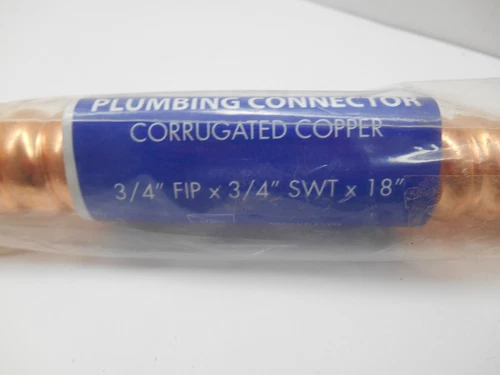 PLUMBING CONNECTOR
CORRUGATED COPPER
3/4" FIP x 3/4" SWT x 18"